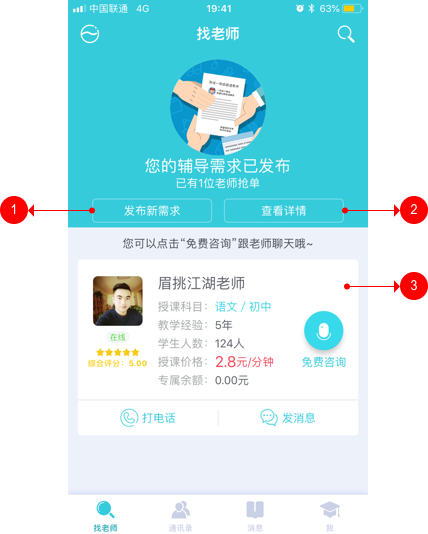 中国联通 4G 19:41 63%
找老师
您的辅导需求已发布
已有1位老师抢单
1 发布新需求 查看详情 2
您可以点击“免费咨询”跟老师聊天哦~
眉挑江湖老师
3
授课科目：语文 / 初中
教学经验：5年
在线
学生人数：124人
综合评分：5.00
授课价格：2.8元/分钟
免费咨询
专属余额：0.00元
打电话 发消息
找老师 通讯录 消息 我